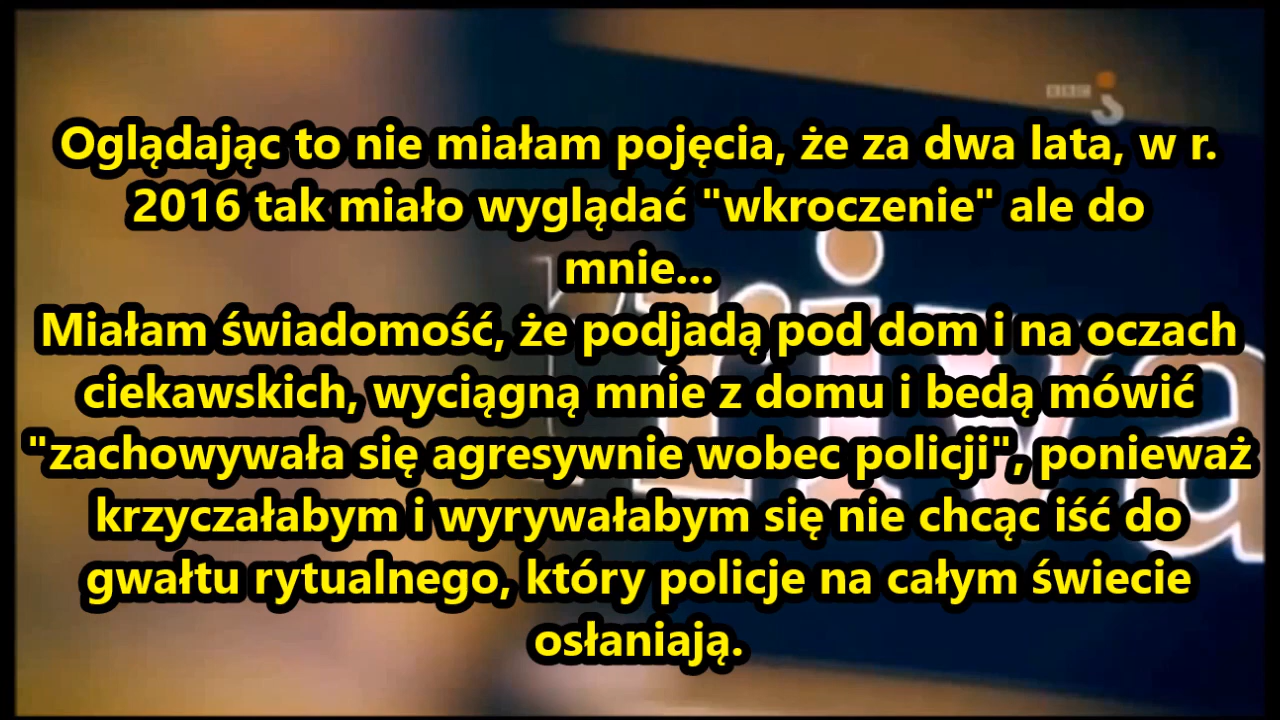 BBC
Oglądając to nie miałam pojęcia, że za dwa lata, w r.
2016 tak miało wyglądać "wkroczenie" ale do
mnie...
Miałam świadomość, że podjadą pod dom i na oczach
ciekawskich, wyciągną mnie z domu i bedą mówić
"zachowywała się agresywnie wobec policji", ponieważ
krzyczałabym i wyrywałabym się nie chcąc iść do
gwałtu rytualnego, który policje na całym świecie
osłaniają.